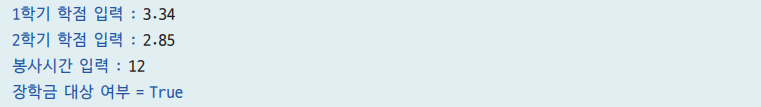 1학기 학점 입력 : 3.34
2학기 학점 입력 : 2.85
봉사시간 입력 : 12
장학금 대상 여부 = True